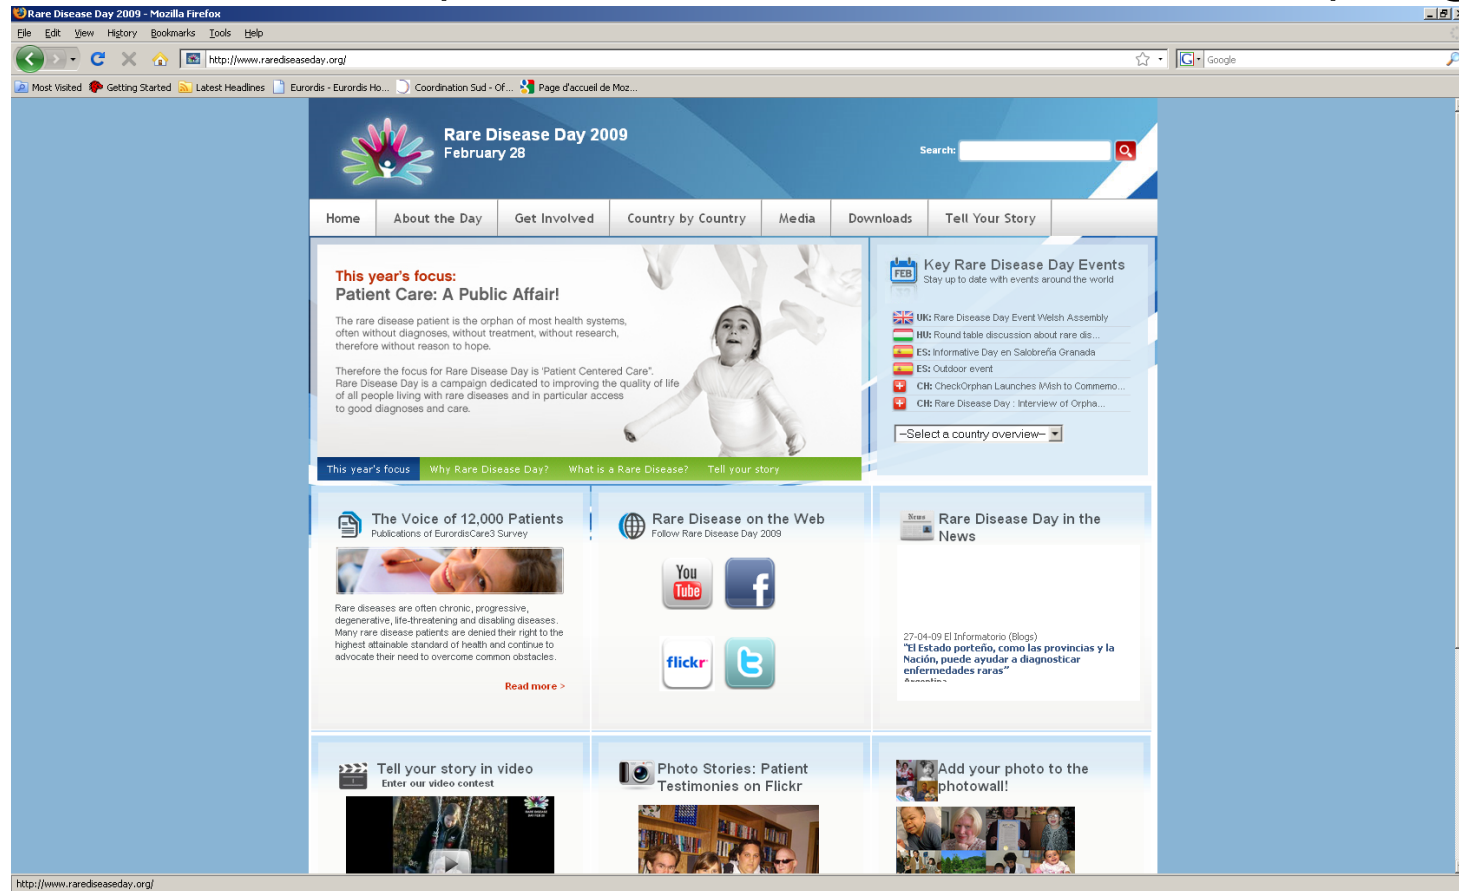 Rare Disease Day 2009 - Mozilla Firefox
File Edit View History Bookmarks Tools Help
http://www.rarediseaseday.org/
Google
Most Visited Getting Started Latest Headlines Eurordis - Eurordis Ho... Coordination Sud - Of... Page d'accueil de Moz...
Rare Disease Day 2009
February 28
Search:
Home About the Day Get Involved Country by Country Media Downloads Tell Your Story
This year's focus:
Patient Care: A Public Affair!
The rare disease patient is the orphan of most health systems,
often without diagnoses, without treatment, without research,
therefore without reason to hope.
Therefore the focus for Rare Disease Day is 'Patient Centered Care".
Rare Disease Day is a campaign dedicated to improving the quality of life
of all people living with rare diseases and in particular access
to good diagnoses and care.
This year's focus Why Rare Disease Day? What is a Rare Disease? Tell your story
FEB
Key Rare Disease Day Events
Stay up to date with events around the world
UK: Rare Disease Day Event Welsh Assembly
HU: Round table discussion about rare dis...
ES: Informative Day en Salobreña Granada
ES: Outdoor event
CH: CheckOrphan Launches iWish to Commemo...
CH: Rare Disease Day : Interview of Orpha...
--Select a country overview--
The Voice of 12,000 Patients
Publications of EurordisCare3 Survey
Rare diseases are often chronic, progressive,
degenerative, life-threatening and disabling diseases.
Many rare disease patients are denied their right to the
highest attainable standard of health and continue to
advocate their need to overcome common obstacles.
Read more >
Rare Disease on the Web
Follow Rare Disease Day 2009
You
Tube
f
flickr
t
News
Rare Disease Day in the
News
27-04-09 El Informatorio (Blogs)
"El Estado porteño, como las provincias y la
Nación, puede ayudar a diagnosticar
enfermedades raras"
Argentina
Tell your story in video
Enter our video contest
Photo Stories: Patient
Testimonies on Flickr
Add your photo to the
photowall!
http://www.rarediseaseday.org/